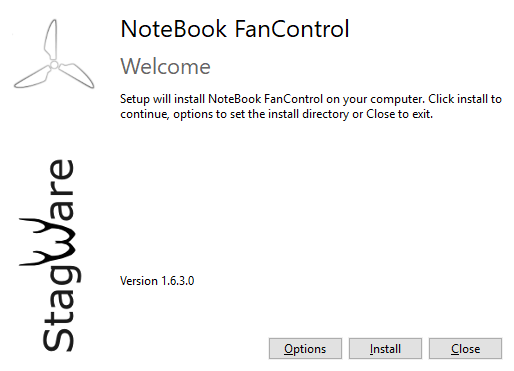 NoteBook FanControl
Welcome
Setup will install NoteBook FanControl on your computer. Click install to
continue, options to set the install directory or Close to exit.
StagWare
Version 1.6.3.0
Options
Install
Close